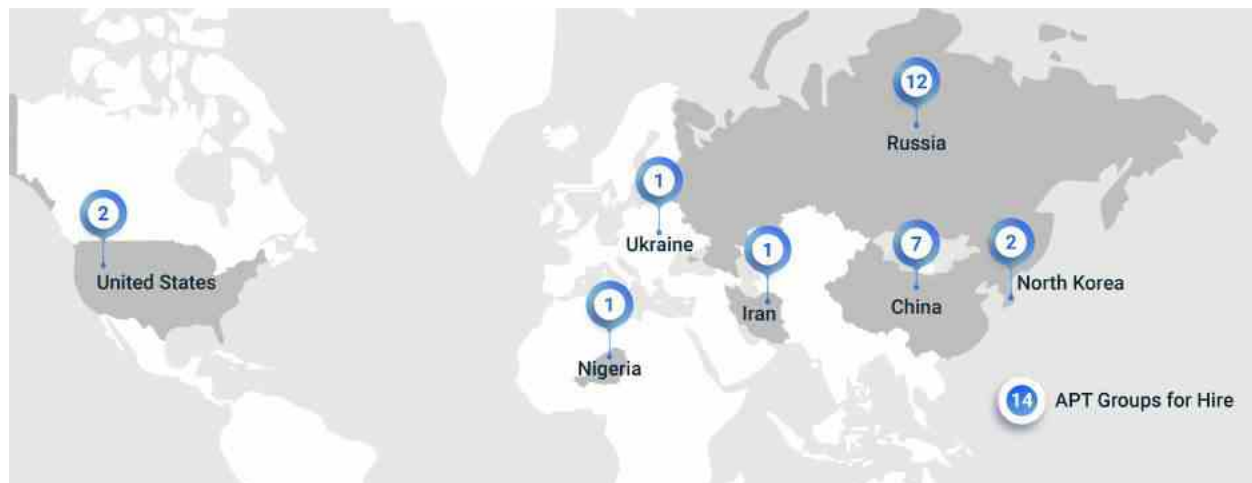 12
Russia
1
Ukraine
2
United States
1
Iran
7
China
2
North Korea
1
Nigeria
14 APT Groups for Hire